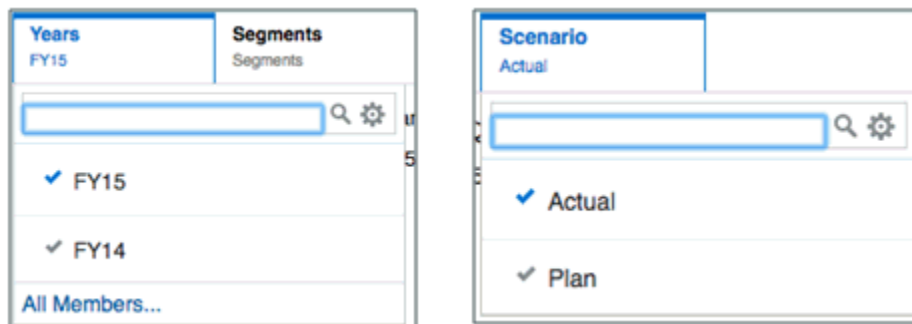 Years
FY15
Segments
Segments
FY15
FY14
All Members...
Scenario
Actual
Actual
Plan